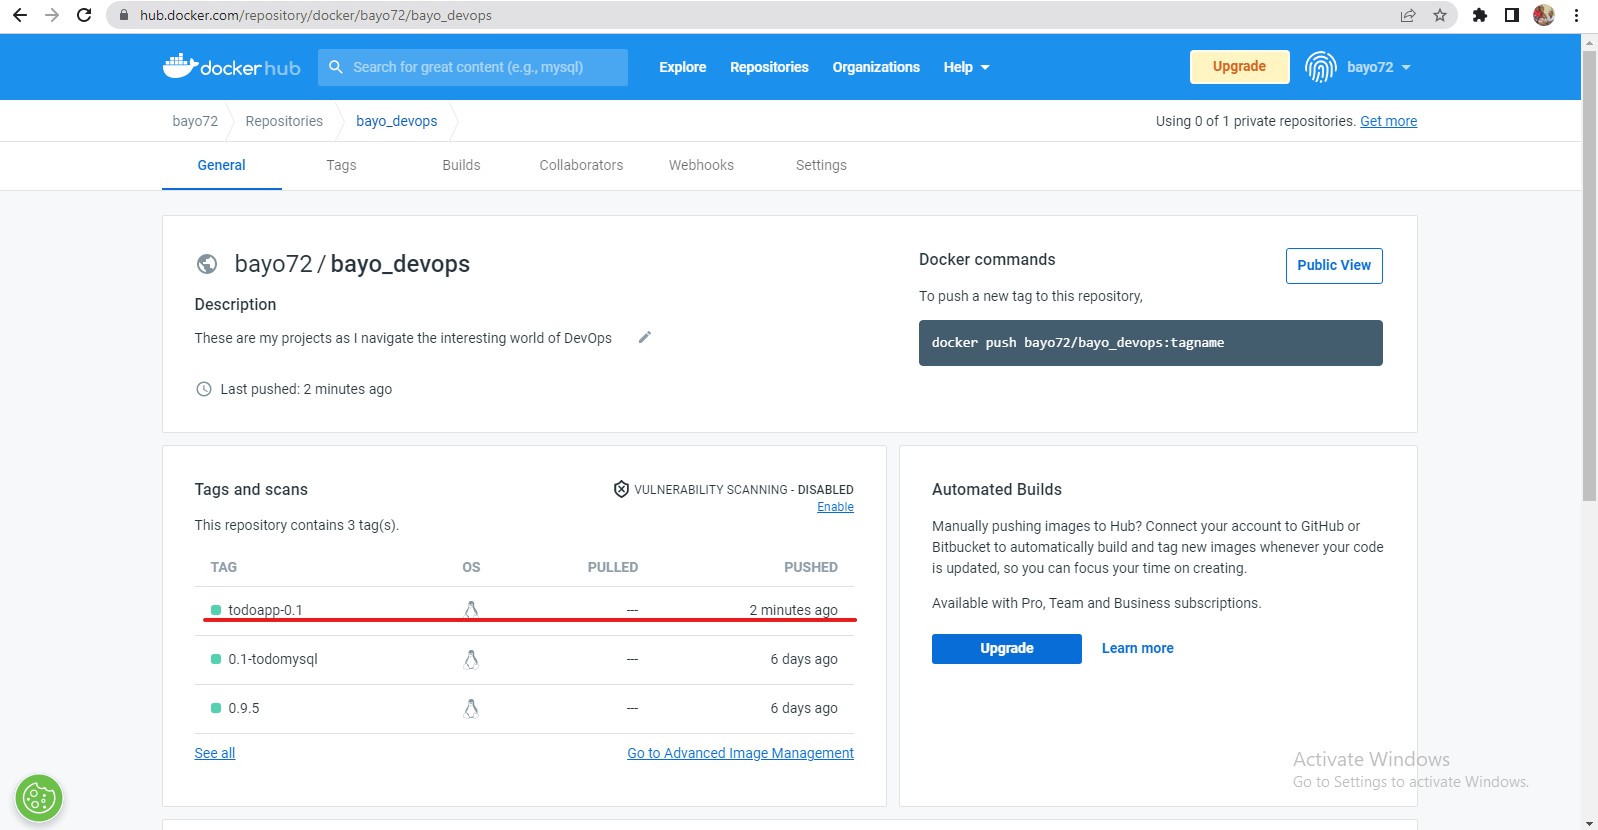 hub.docker.com/repository/docker/bayo72/bayo_devops
docker hub
Search for great content (e.g., mysql)
Explore
Repositories
Organizations
Help
Upgrade
bayo72
bayo72
Repositories
bayo_devops
Using 0 of 1 private repositories. Get more
General
Tags
Builds
Collaborators
Webhooks
Settings
bayo72 / bayo_devops
Description
These are my projects as I navigate the interesting world of DevOps
Last pushed: 2 minutes ago
Docker commands
Public View
To push a new tag to this repository,
docker push bayo72/bayo_devops:tagname
Tags and scans
VULNERABILITY SCANNING - DISABLED
Enable
This repository contains 3 tag(s).
TAG OS PULLED PUSHED
todoapp-0.1 --- 2 minutes ago
0.1-todomysql --- 6 days ago
0.9.5 --- 6 days ago
See all
Go to Advanced Image Management
Automated Builds
Manually pushing images to Hub? Connect your account to GitHub or
Bitbucket to automatically build and tag new images whenever your code
is updated, so you can focus your time on creating.
Available with Pro, Team and Business subscriptions.
Upgrade
Learn more
Activate Windows
Go to Settings to activate Windows.